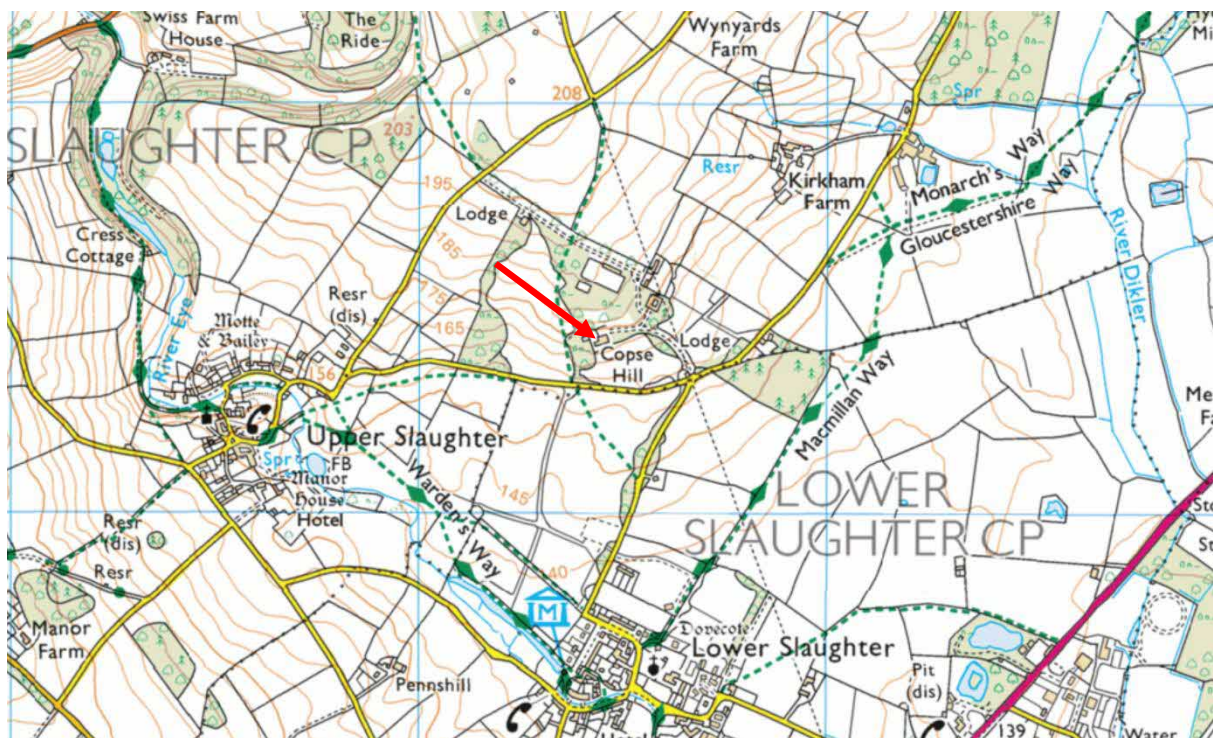 Swiss Farm
House
The
Ride
Wynyards
Farm
208
Spr
SLAUGHTER CP
203
195
Resr
Kirkham
Farm
Monarch's Way
Gloucestershire Way
Lodge
Cress
Cottage
185
River Eye
Resr
(dis)
175
River Dikler
Motte
& Bailey
165
Lodge
Copse
Hill
156
Macmillan Way
Upper Slaughter
Spr
FB
Manor
House
Hotel
Warden's Way
145
LOWER
SLAUGHTER CP
Resr
(dis)
Resr
40
M
Manor
Farm
Dovecote
Lower Slaughter
Pennshill
Pit
(dis)
139
Water